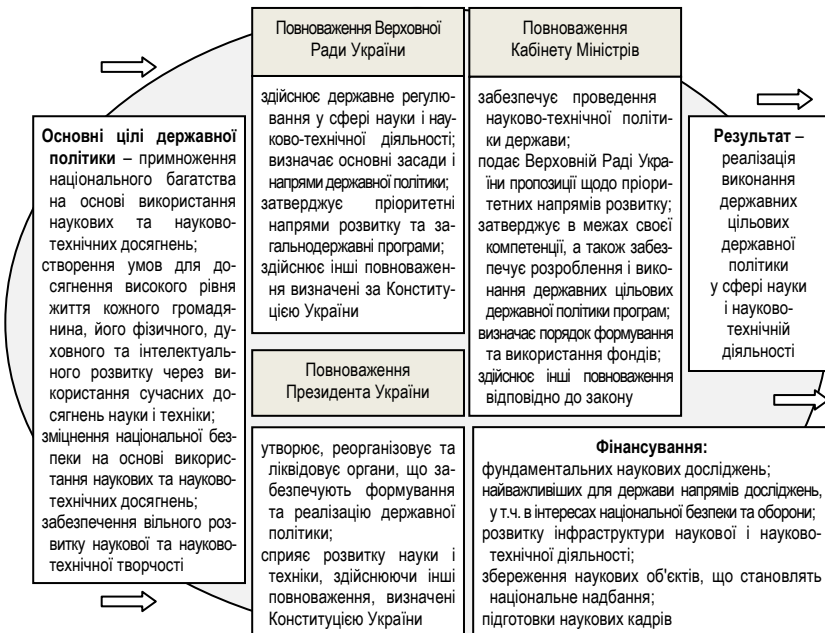 Основні цілі державної
політики – примноження
національного багатства
на основі використання
наукових та науково-
технічних досягнень;
створення умов для до-
сягнення високого рівня
життя кожного громадя-
нина, його фізичного, ду-
ховного та інтелектуаль-
ного розвитку через ви-
користання сучасних до-
сягнень науки і техніки;
зміцнення національної без-
пеки на основі викорис-
тання наукових та науково-
технічних досягнень;
забезпечення вільного роз-
витку наукової та науково-
технічної творчості
Повноваження Верховної
Ради України
здійснює державне регулю-
вання у сфері науки і нау-
ково-технічної діяльності;
визначає основні засади і
напрями державної політики;
затверджує пріоритетні
напрями розвитку та за-
гальнодержавні програми;
здійснює інші повноважен-
ня визначені за Конститу-
цією України
Повноваження
Президента України
утворює, реорганізовує та
ліквідовує органи, що за-
безпечують формування
та реалізацію державної
політики;
сприяє розвитку науки і
техніки, здійснюючи інші
повноваження, визначені
Конституцією України
Повноваження
Кабінету Міністрів
забезпечує проведення
науково-технічної політи-
ки держави;
подає Верховній Раді Укра-
їни пропозиції щодо пріори-
тетних напрямів розвитку;
затверджує в межах своєї
компетенції, а також забез-
печує розроблення і вико-
нання державних цільових
державної політики програм;
визначає порядок формування
та використання фондів;
здійснює інші повноваження
відповідно до закону
Фінансування:
фундаментальних наукових досліджень;
найважливіших для держави напрямів досліджень,
у т.ч. в інтересах національної безпеки та оборони;
розвитку інфраструктури наукової і науково-
технічної діяльності;
збереження наукових об'єктів, що становлять
національне надбання;
підготовки наукових кадрів
Результат –
реалізація
виконання
державних
цільових
державної
політики
у сфері науки
і науково-
технічній
діяльності